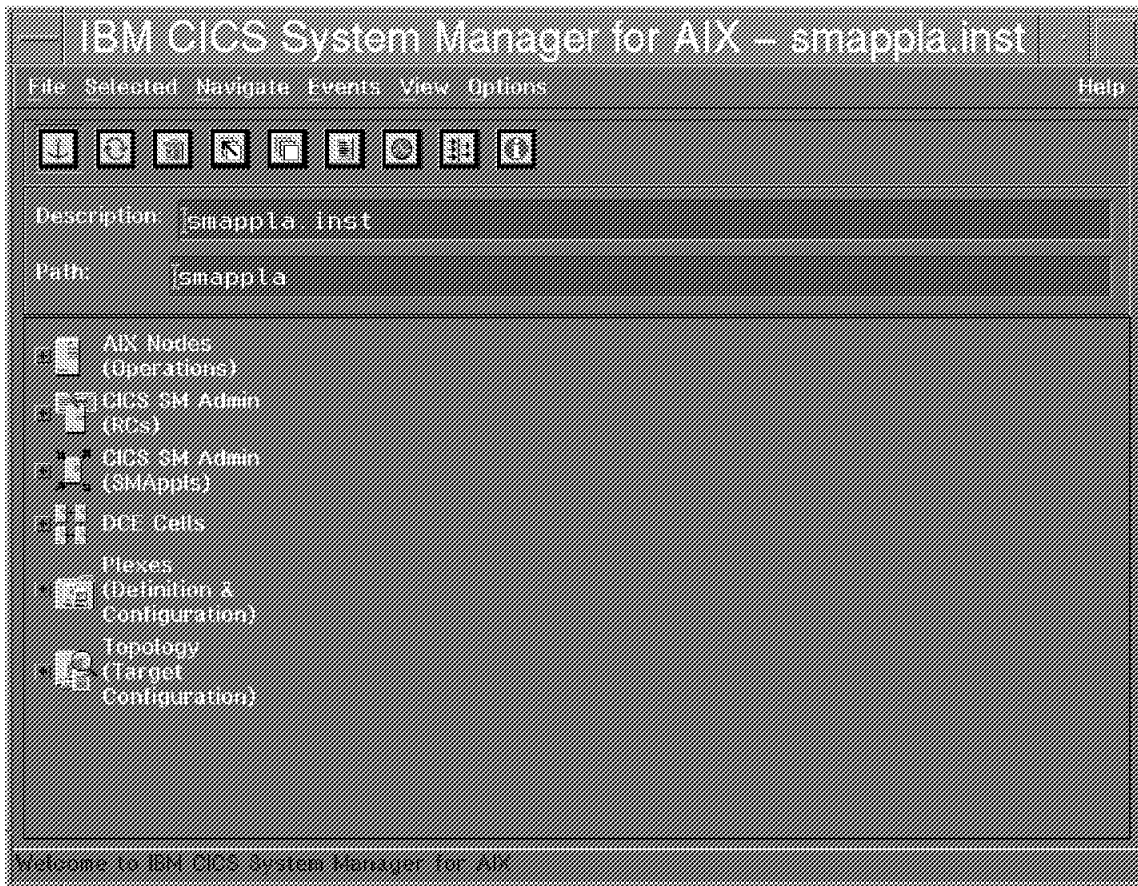 IBM CICS System Manager for AIX – smappla.inst
File Selected Navigate Events View Options Help
Description: smappla.inst
Path: smappla
AIX Nodes
(Operations)
CICS SM Admin
(RCs)
CICS SM Admin
(SMAppls)
DCE Cells
Plexes
(Definition &
Configuration)
Topology
(Target
Configuration)
Welcome to IBM CICS System Manager for AIX